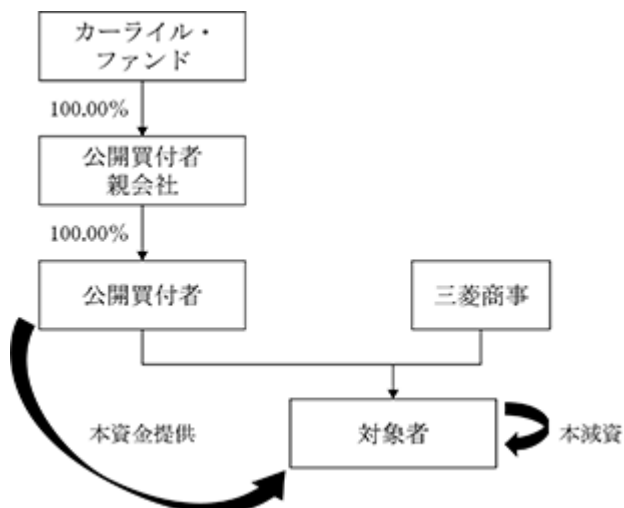 カーライル・
ファンド
100.00%
公開買付者
親会社
100.00%
公開買付者
三菱商事
本資金提供
対象者
本減資